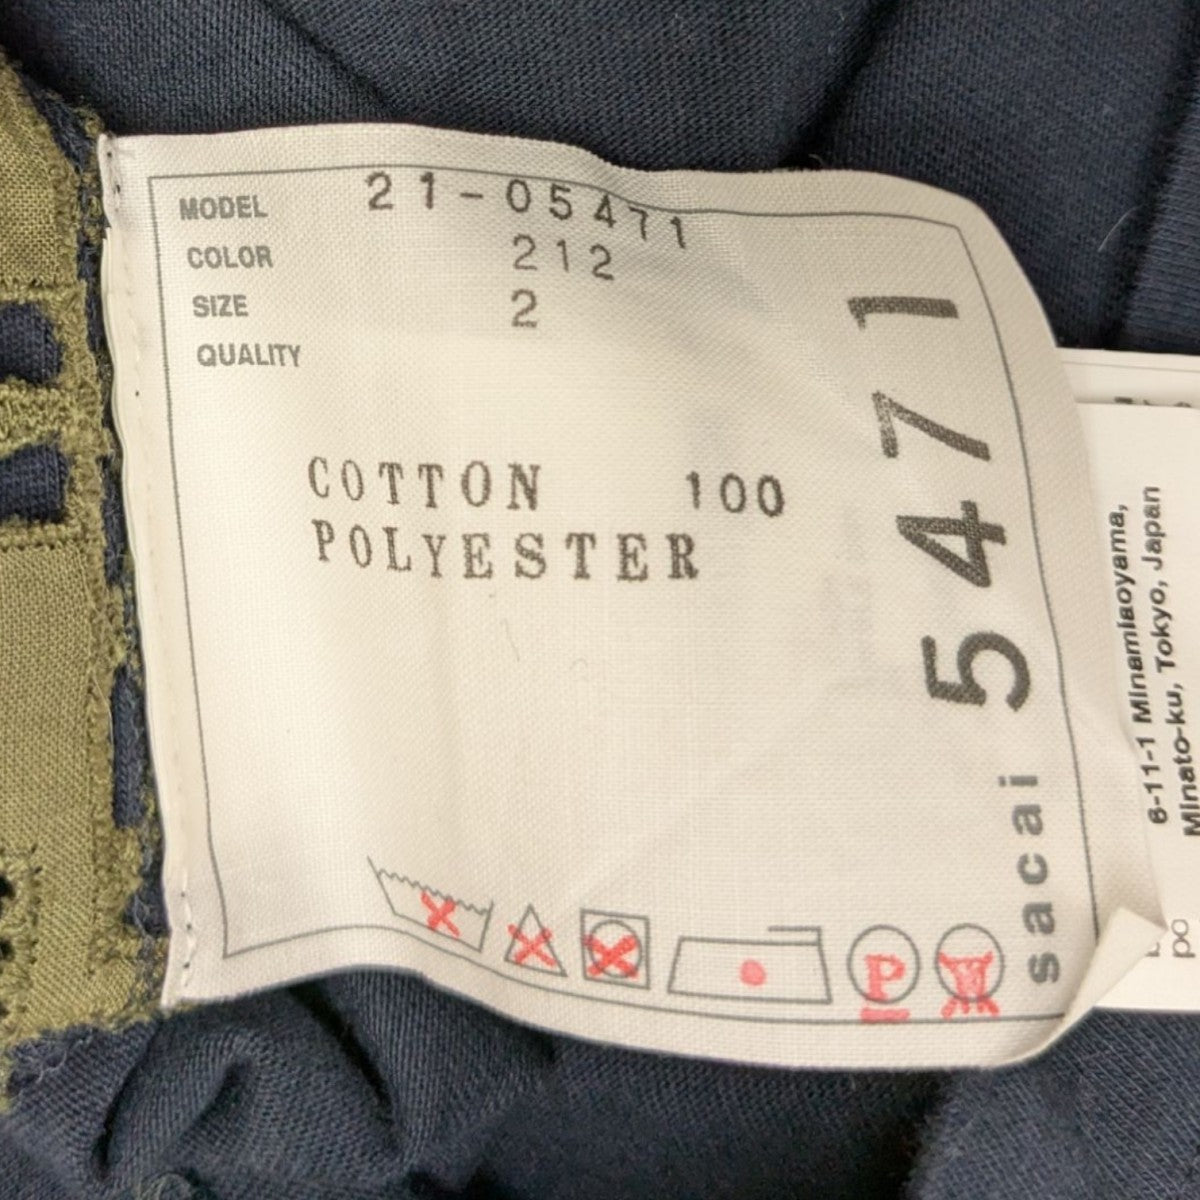 MODEL 21-05471
COLOR 212
SIZE 2
QUALITY
COTTON 100
POLYESTER
P
W
sacai 5471
6-11-1 Minamiaoyama,
Minato-ku, Tokyo, Japan
po